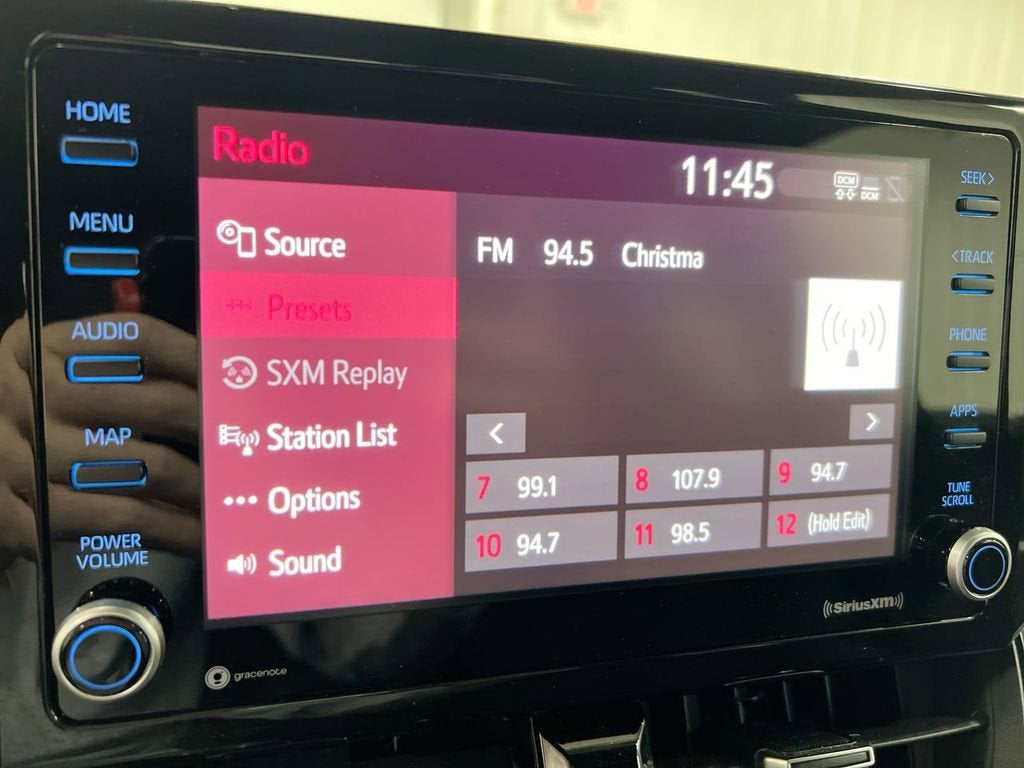 HOME
MENU
AUDIO
MAP
POWER
VOLUME
Radio
11:45
DCM
DCM
Source
Presets
SXM Replay
Station List
Options
Sound
FM 94.5 Christma
<
>
7 99.1
8 107.9
9 94.7
10 94.7
11 98.5
12 (Hold Edit)
SEEK>
<TRACK
PHONE
APPS
TUNE
SCROLL
gracenote
SiriusXM